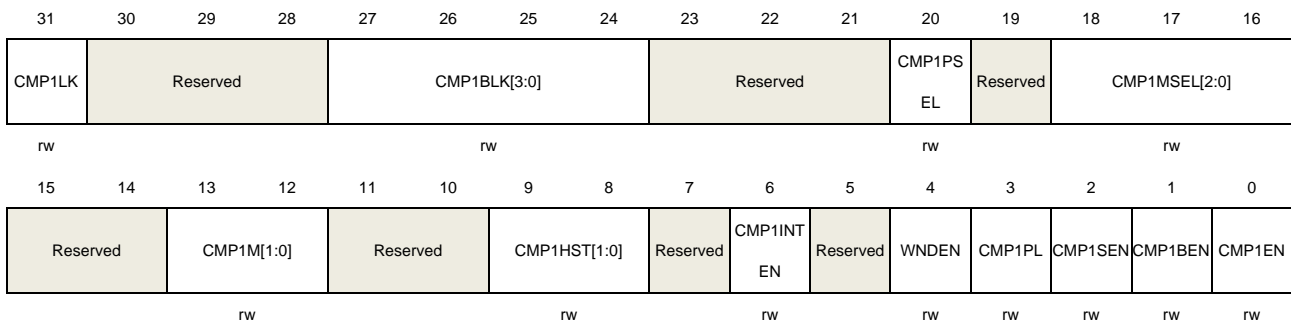 31 30 29 28 27 26 25 24 23 22 21 20 19 18 17 16
CMP1LK Reserved CMP1BLK[3:0] Reserved CMP1PS
EL Reserved CMP1MSEL[2:0]
rw rw rw rw
15 14 13 12 11 10 9 8 7 6 5 4 3 2 1 0
Reserved CMP1M[1:0] Reserved CMP1HST[1:0] Reserved CMP1INT
EN Reserved WNDEN CMP1PL CMP1SEN CMP1BEN CMP1EN
rw rw rw rw rw rw rw rw